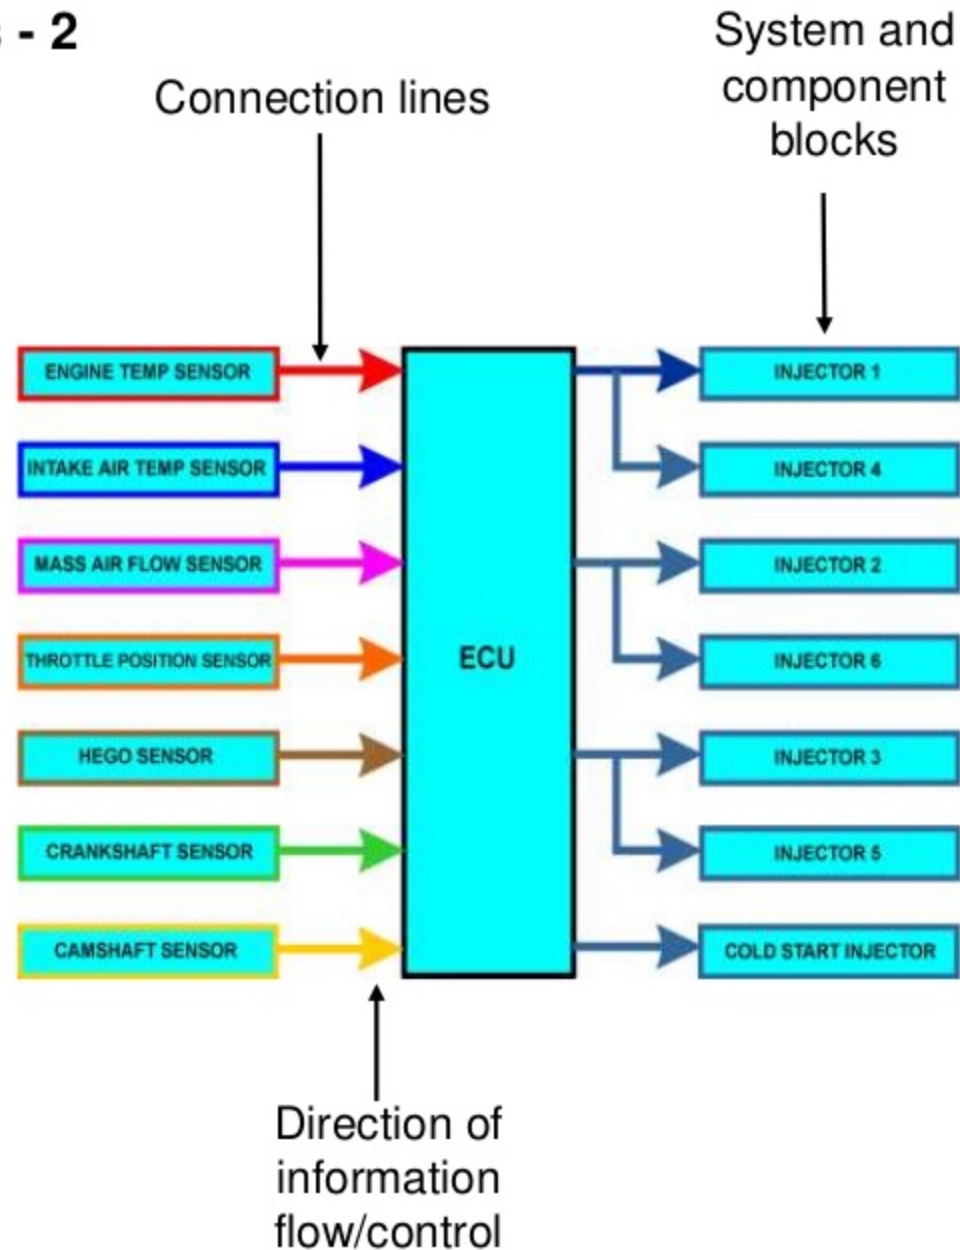 - 2
System and
component
blocks
Connection lines
ENGINE TEMP SENSOR
INTAKE AIR TEMP SENSOR
MASS AIR FLOW SENSOR
THROTTLE POSITION SENSOR
HEGO SENSOR
CRANKSHAFT SENSOR
CAMSHAFT SENSOR
ECU
INJECTOR 1
INJECTOR 4
INJECTOR 2
INJECTOR 6
INJECTOR 3
INJECTOR 5
COLD START INJECTOR
Direction of
information
flow/control